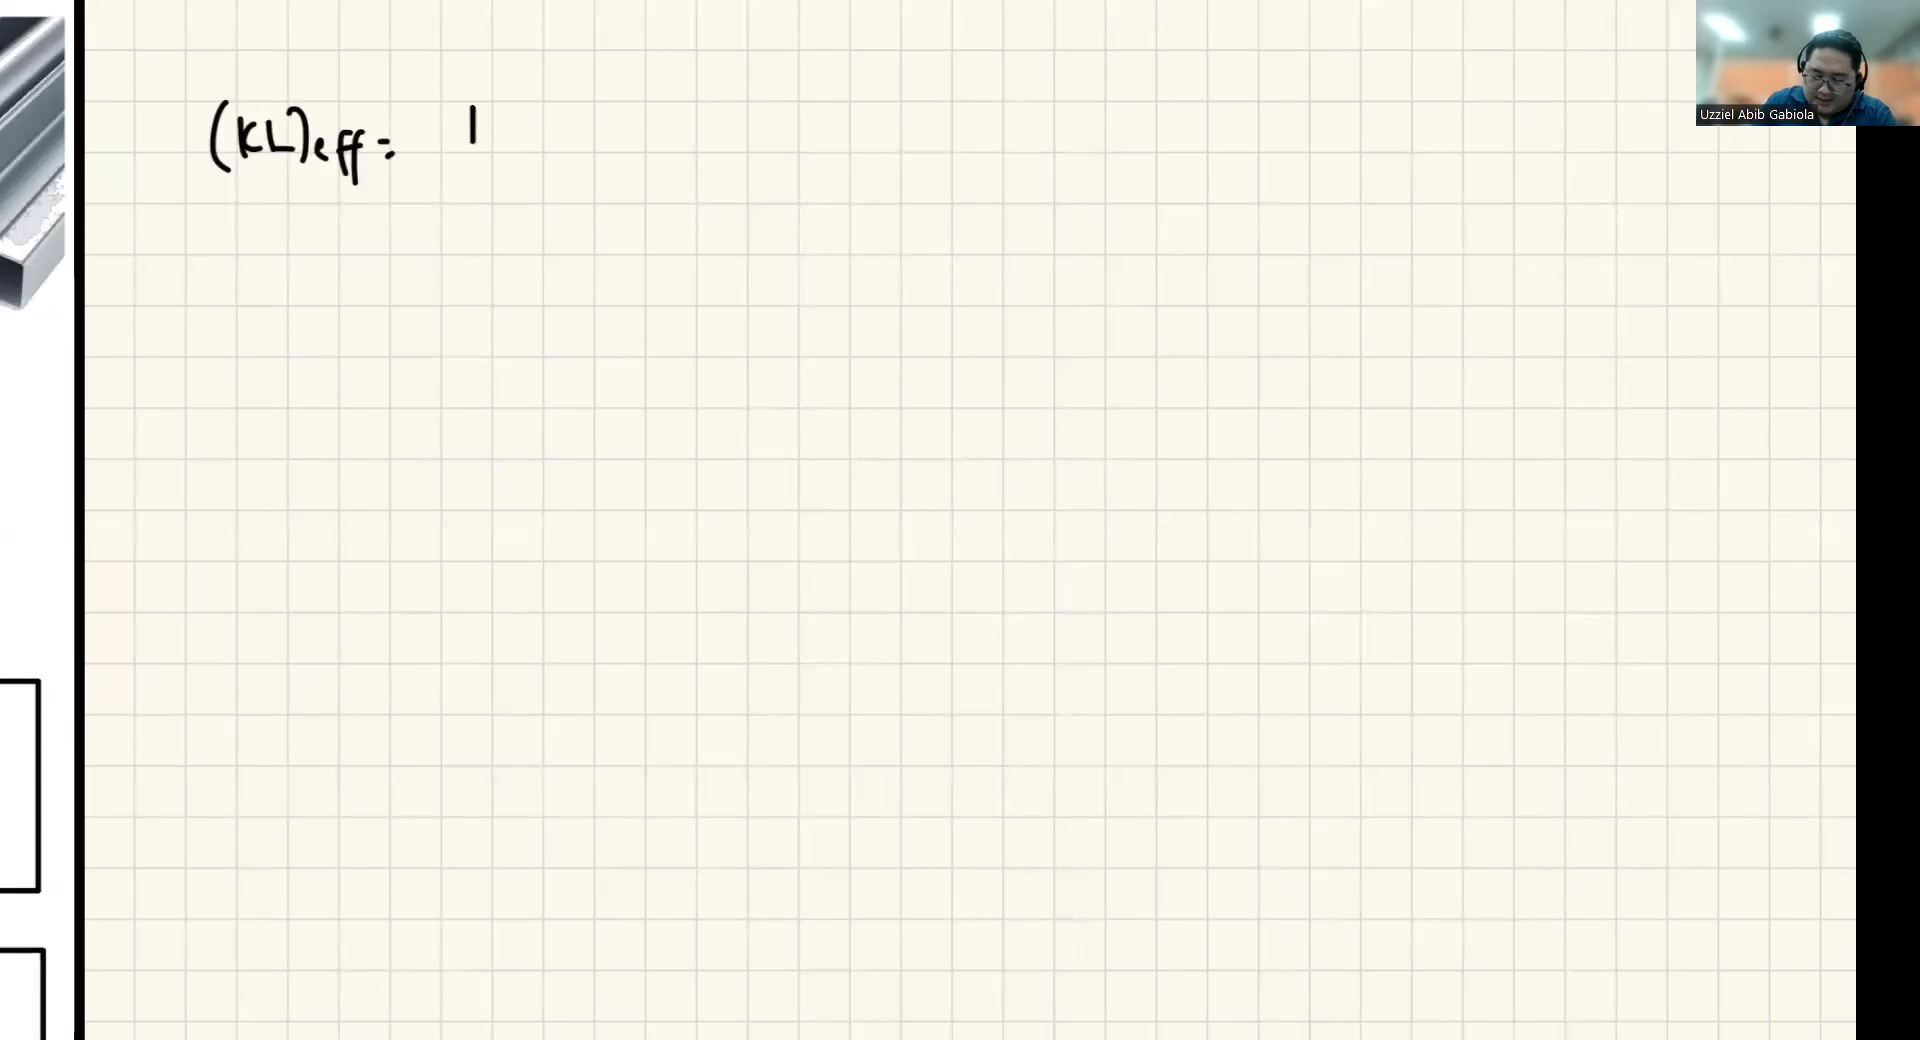 (KL)eff = 1
Uzziel Abib Gabiola